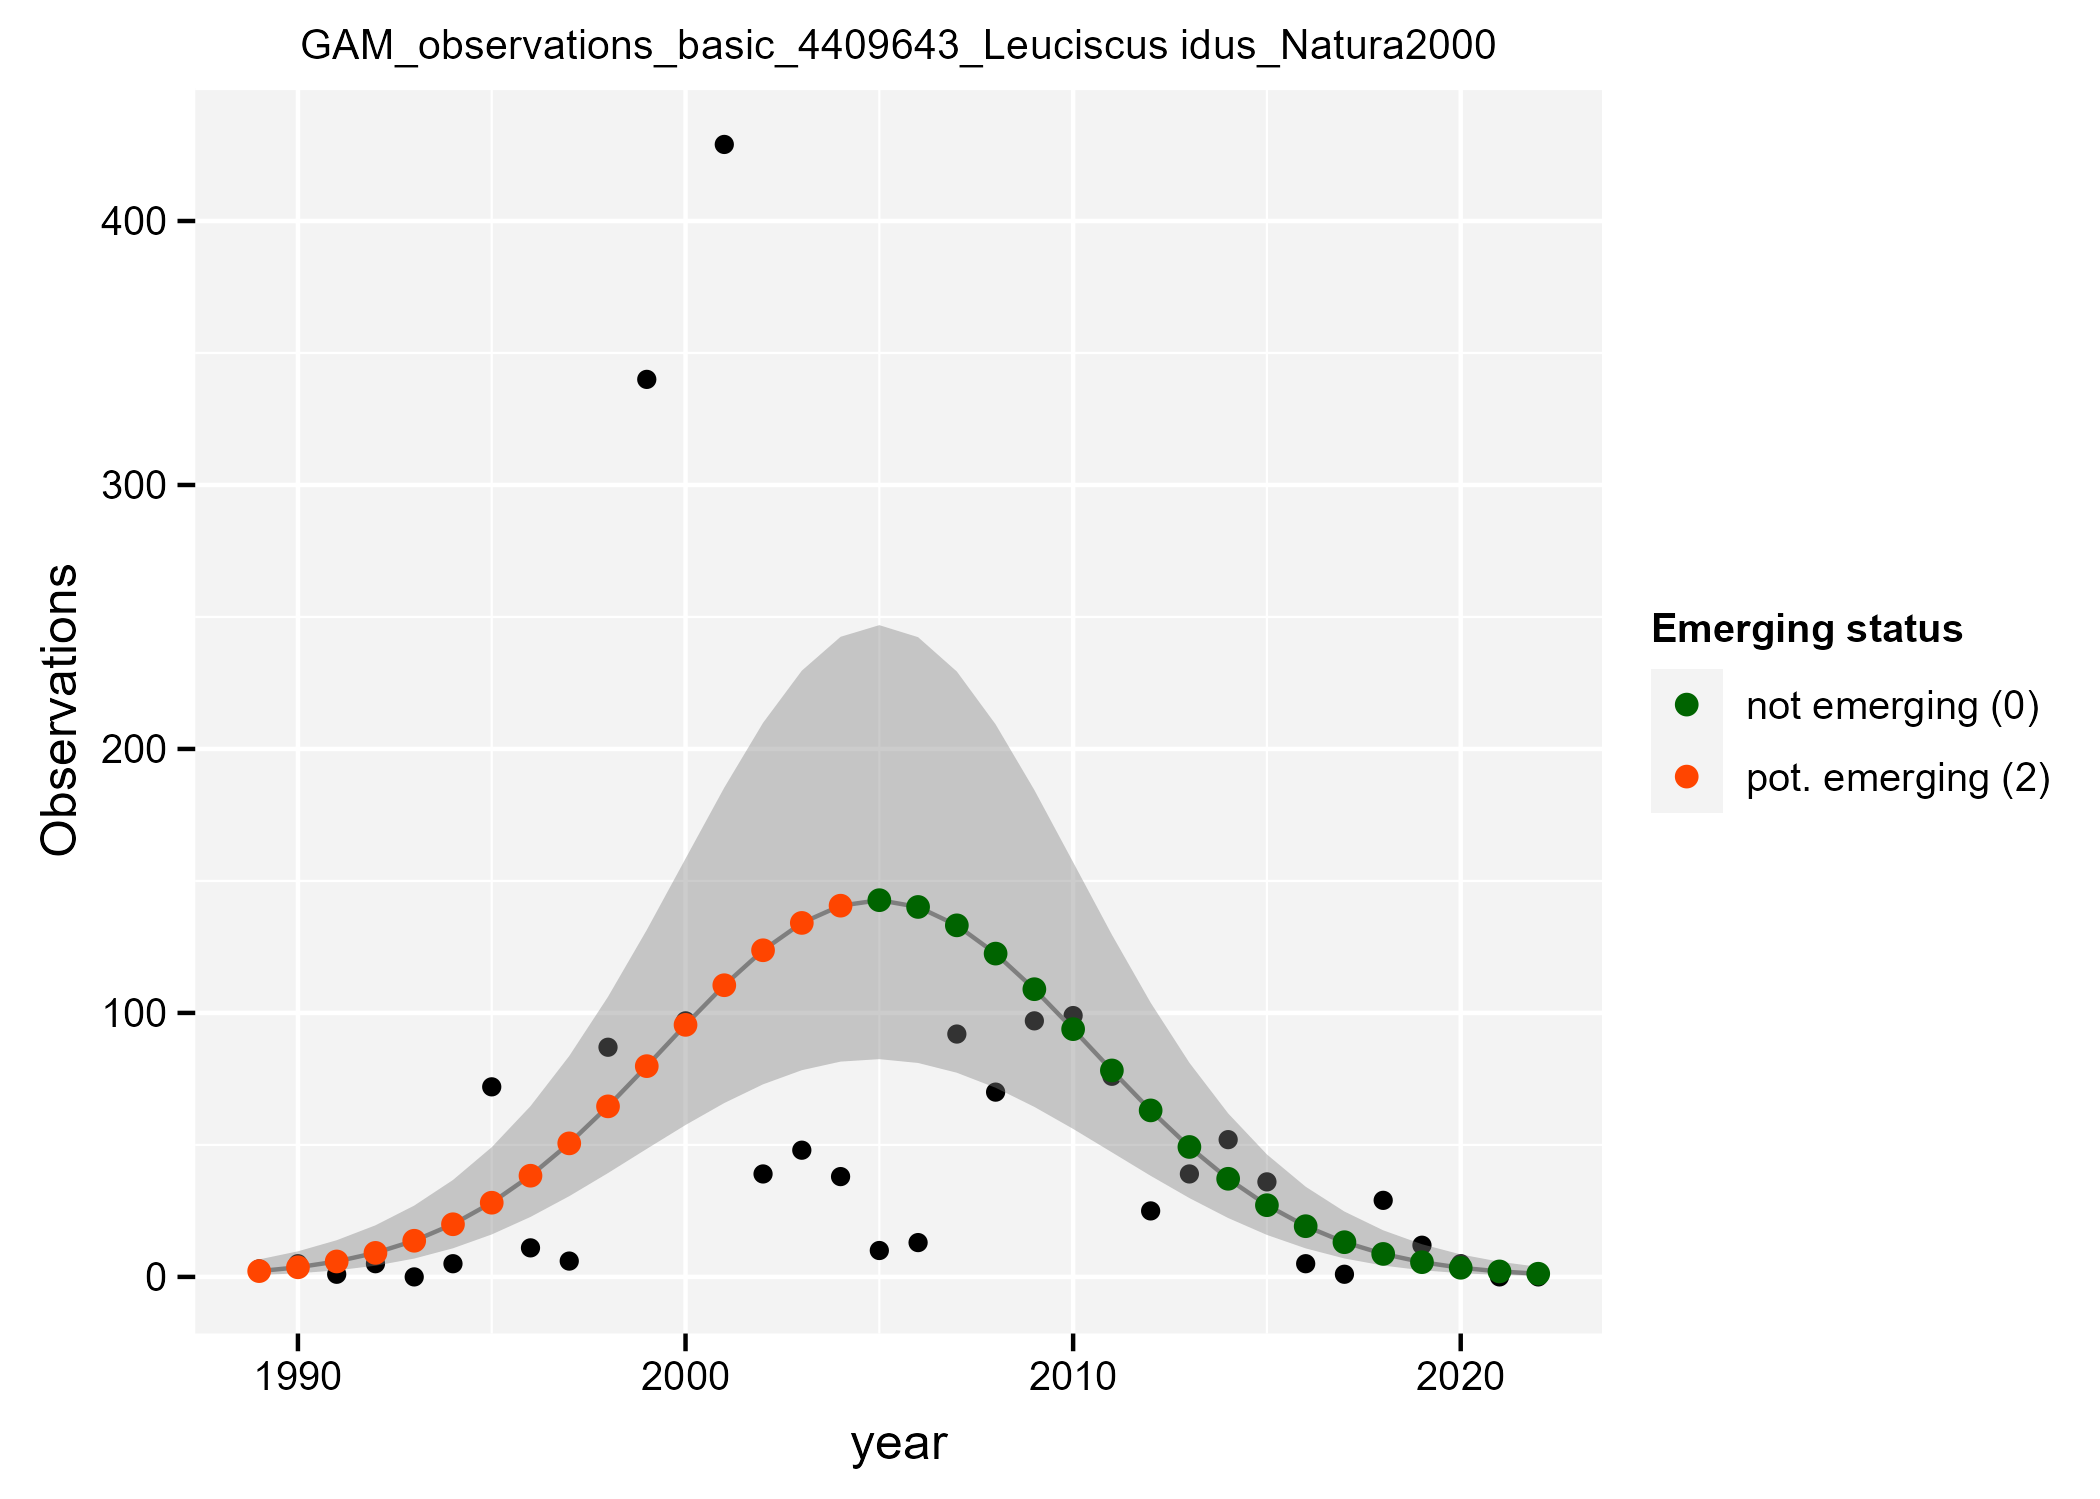 GAM_observations_basic_4409643_Leuciscus idus_Natura2000
Observations
400
300
200
100
0
1990 2000 2010 2020
year
Emerging status
not emerging (0)
pot. emerging (2)